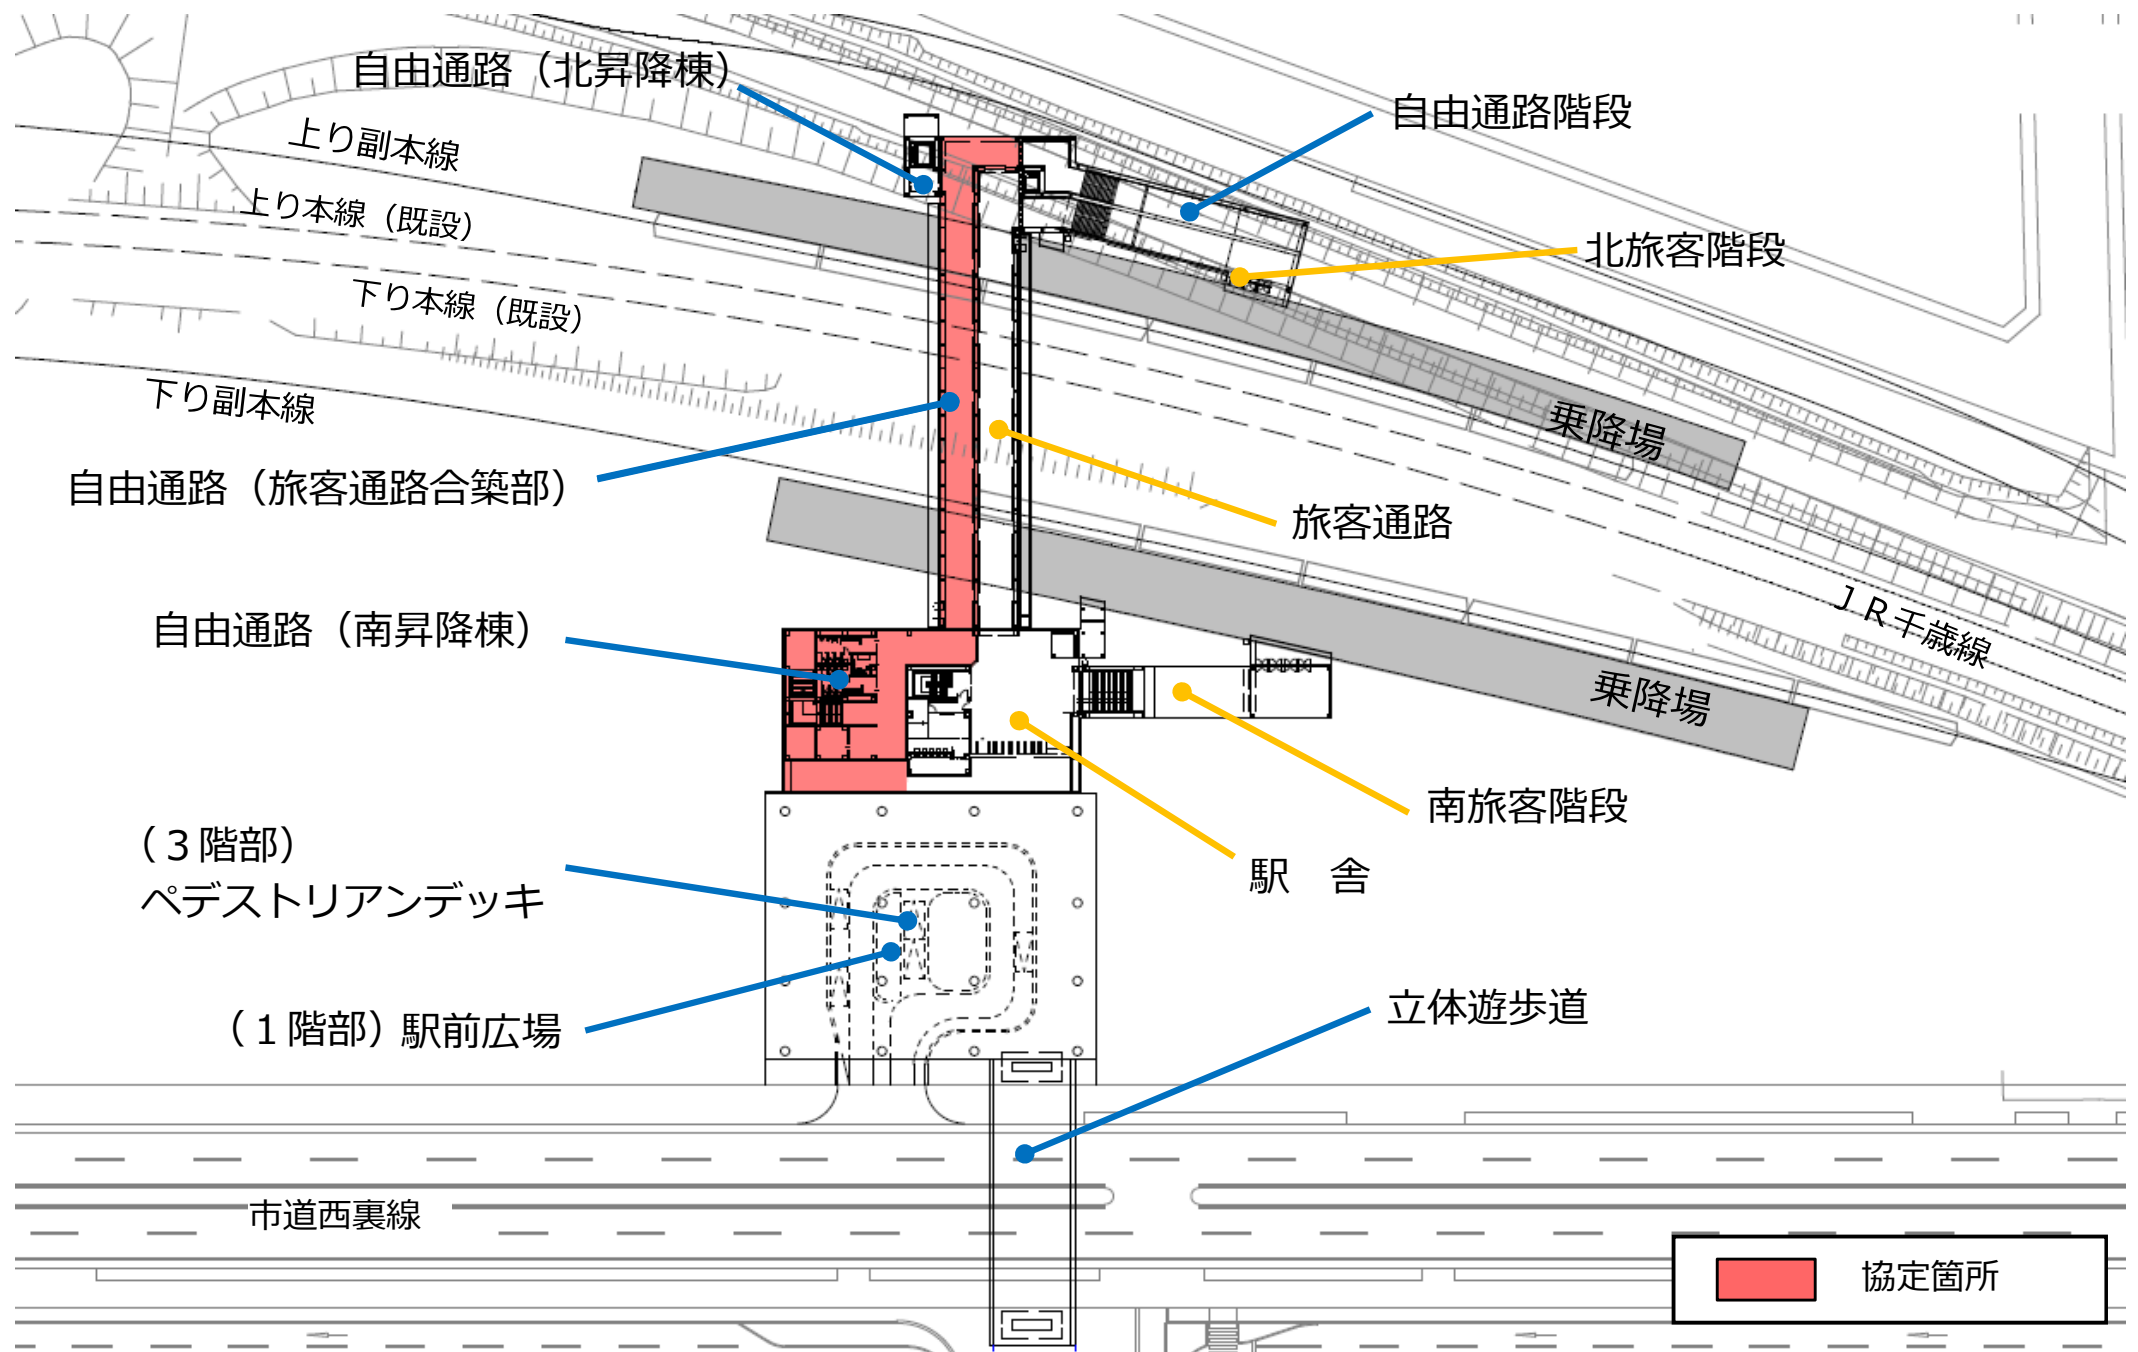 自由通路（北昇降棟）
自由通路階段
上り副本線
上り本線（既設）
北旅客階段
下り本線（既設）
下り副本線
乗降場
自由通路（旅客通路合築部）
旅客通路
自由通路（南昇降棟）
ＪＲ千歳線
乗降場
南旅客階段
（３階部）
ペデストリアンデッキ
駅　舎
（１階部）駅前広場
立体遊歩道
市道西裏線
協定箇所